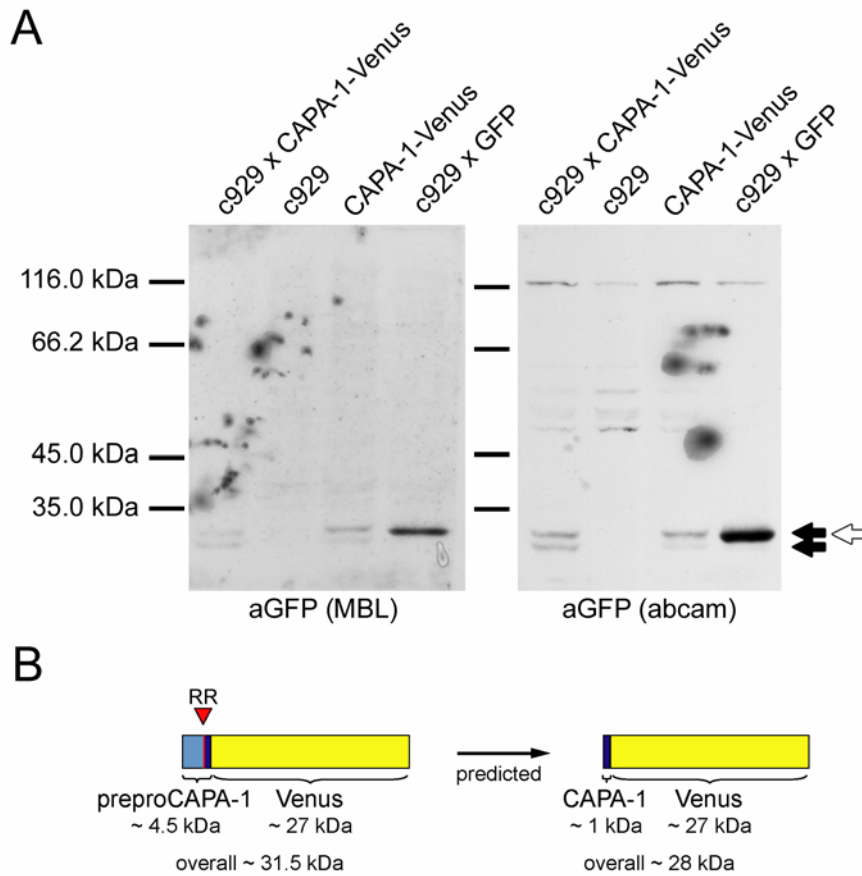 A
c929 x CAPA-1-Venus
c929
CAPA-1-Venus
c929 x GFP
c929 x CAPA-1-Venus
c929
CAPA-1-Venus
c929 x GFP
116.0 kDa
66.2 kDa
45.0 kDa
35.0 kDa
aGFP (MBL)
aGFP (abcam)
B
RR
predicted
preproCAPA-1 Venus
~ 4.5 kDa ~ 27 kDa
overall ~ 31.5 kDa
CAPA-1 Venus
~ 1 kDa ~ 27 kDa
overall ~ 28 kDa